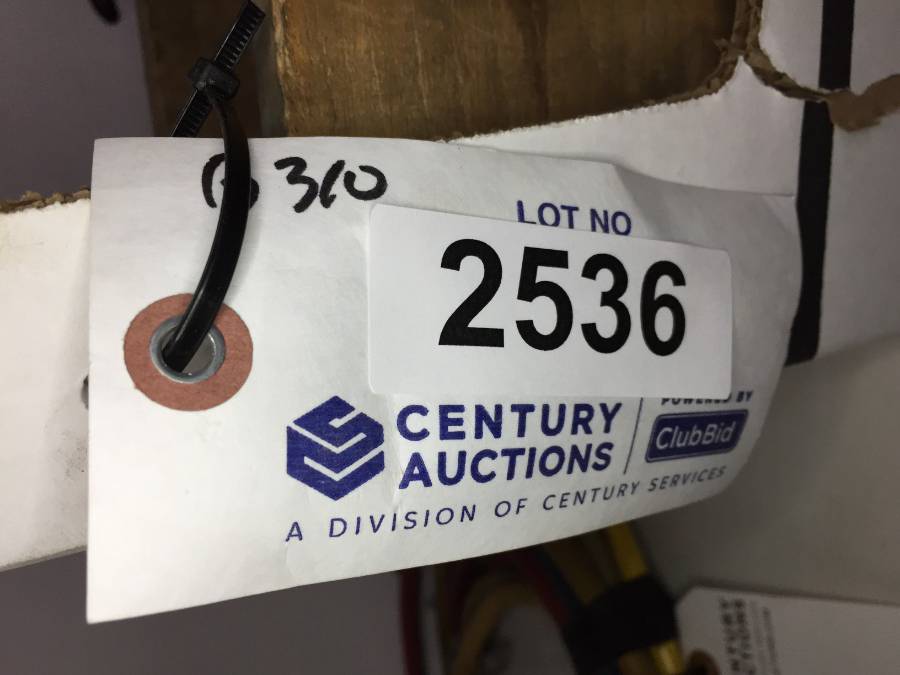 B 310
LOT NO
2536
CENTURY
AUCTIONS
POWERED BY
ClubBid
A DIVISION OF CENTURY SERVICES